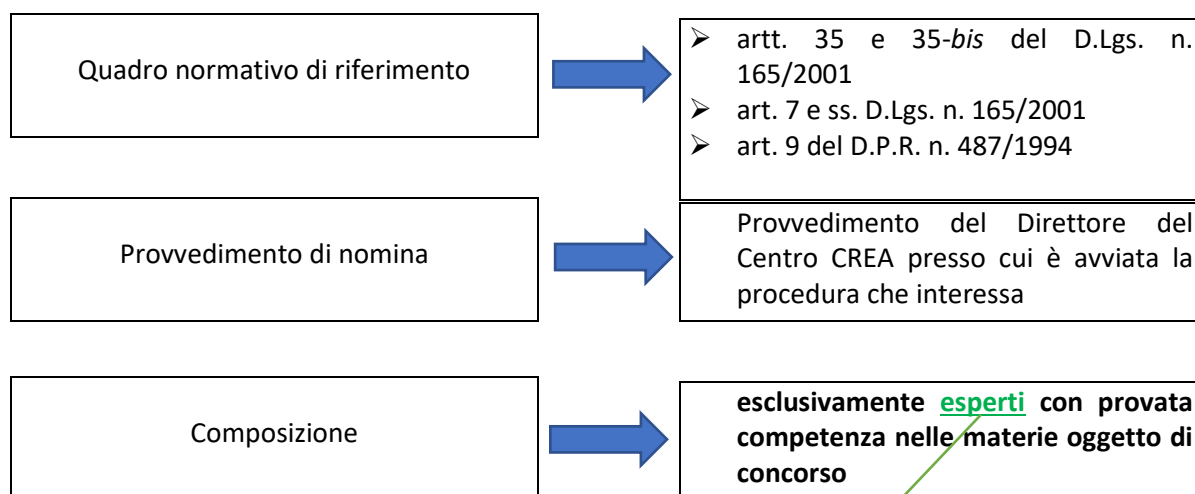 Quadro normativo di riferimento
➢ artt. 35 e 35-bis del D.Lgs. n.
165/2001
➢ art. 7 e ss. D.Lgs. n. 165/2001
➢ art. 9 del D.P.R. n. 487/1994
Provvedimento di nomina
Provvedimento del Direttore del
Centro CREA presso cui è avviata la
procedura che interessa
Composizione
esclusivamente esperti con provata
competenza nelle materie oggetto di
concorso